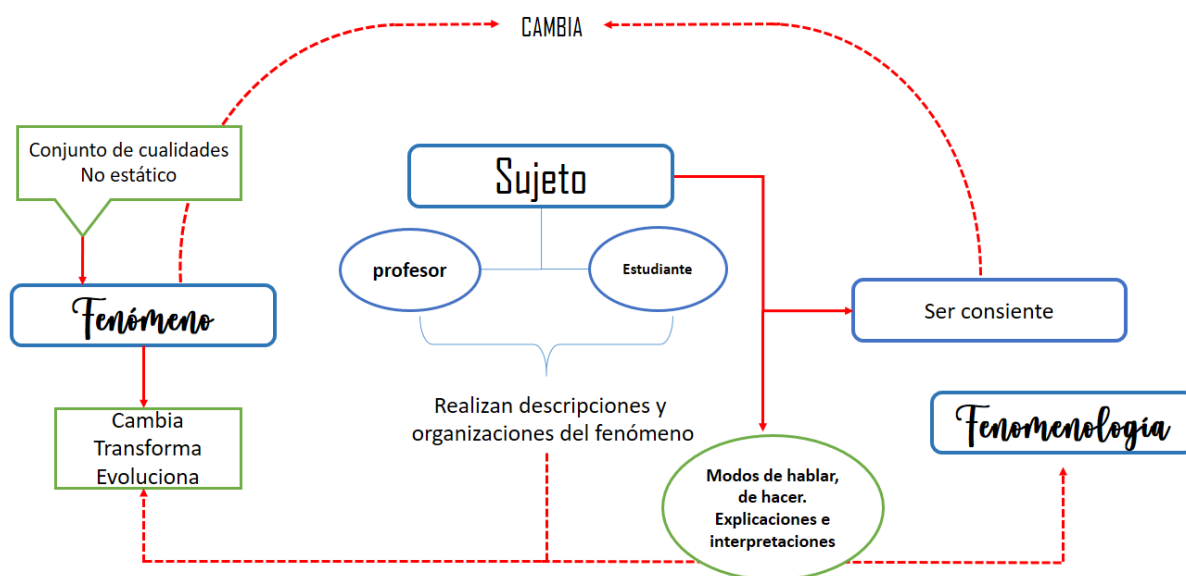 CAMBIA
Conjunto de cualidades
No estático
Sujeto
profesor
Estudiante
Fenómeno
Ser consiente
Cambia
Transforma
Evoluciona
Realizan descripciones y
organizaciones del fenómeno
Fenomenología
Modos de hablar,
de hacer.
Explicaciones e
interpretaciones